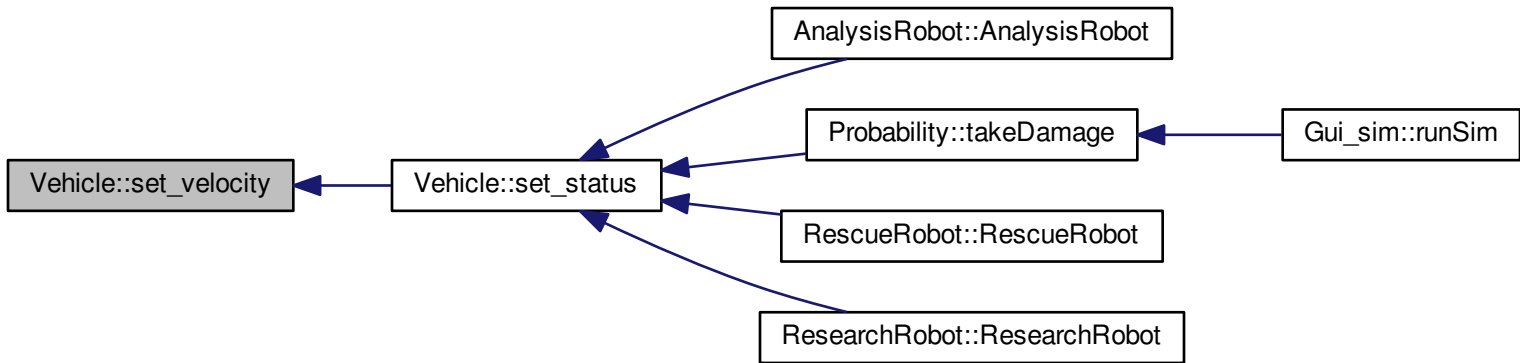 AnalysisRobot::AnalysisRobot
Probability::takeDamage
Gui_sim::runSim
Vehicle::set_velocity
Vehicle::set_status
RescueRobot::RescueRobot
ResearchRobot::ResearchRobot